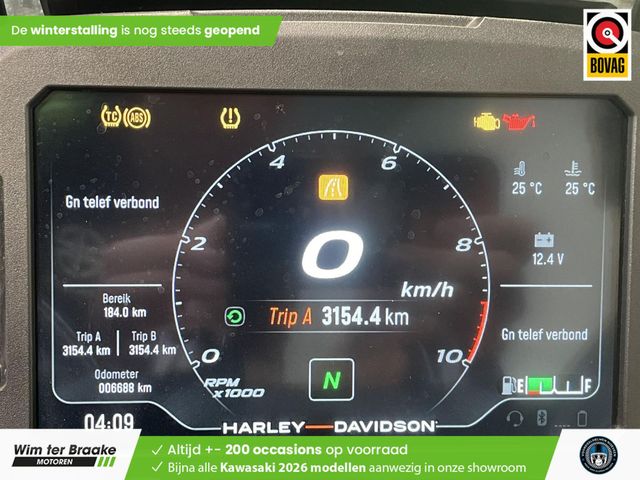 De winterstalling is nog steeds geopend
BOVAG
TC ABS
4 6
25 °C 25 °C
Gn telef verbond
2 8
0
12.4 V
km/h
Bereik
184.0 km
Trip A 3154.4 km
Trip A Trip B
3154.4 km 3154.4 km
Gn telef verbond
0 10
Odometer
006688 km
RPM
x1000
N
E F
04:09
HARLEY DAVIDSON
Wim ter Braake
MOTOREN
✓ Altijd +- 200 occasions op voorraad
✓ Bijna alle Kawasaki 2026 modellen aanwezig in onze showroom